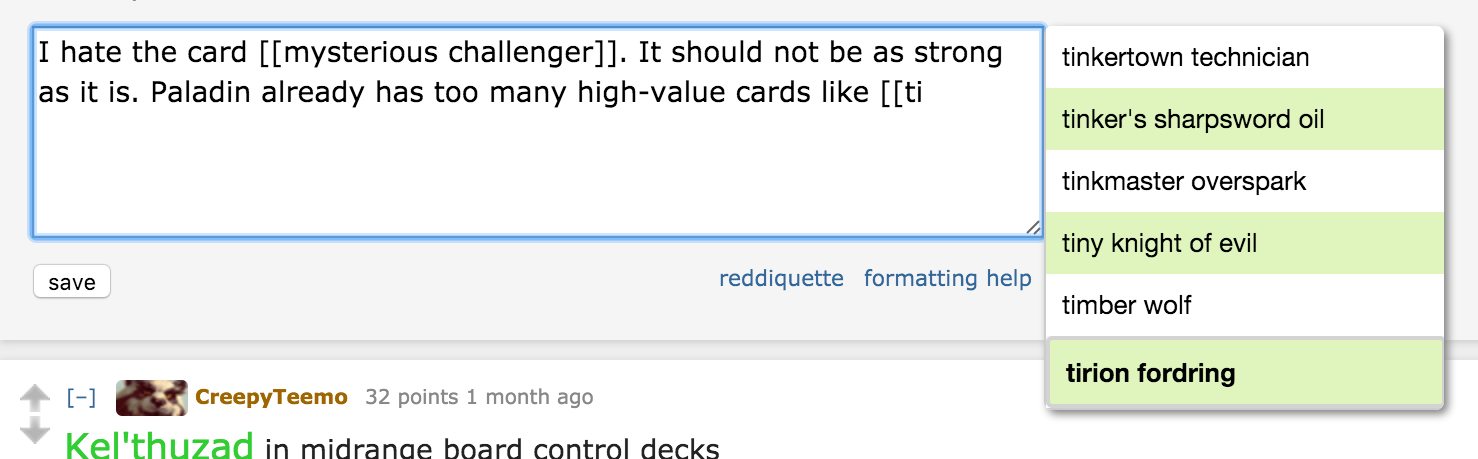 I hate the card [[mysterious challenger]]. It should not be as strong
as it is. Paladin already has too many high-value cards like [[ti
tinkertown technician
tinker's sharpsword oil
tinkmaster overspark
tiny knight of evil
timber wolf
tirion fordring
save
reddiquette formatting help
[–] CreepyTeemo 32 points 1 month ago
Kel'thuzad in midrange board control decks